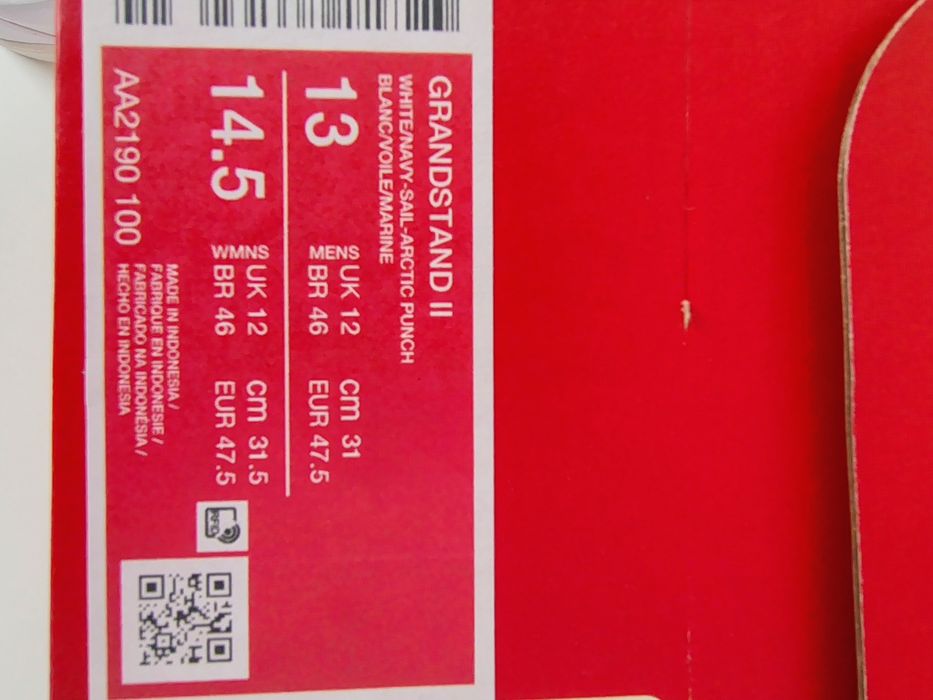 GRANDSTAND II
WHITE/NAVY-SAIL-ARCTIC PUNCH
BLANC/VOILE/MARINE
13
MENS
UK 12 cm 31
BR 46 EUR 47.5
14.5
WMNS
UK 12 cm 31.5
BR 46 EUR 47.5
AA2190 100
MADE IN INDONESIA /
FABRIQUE EN INDONESIE /
FABRICADO NA INDONÉSIA /
HECHO EN INDONESIA
RFID